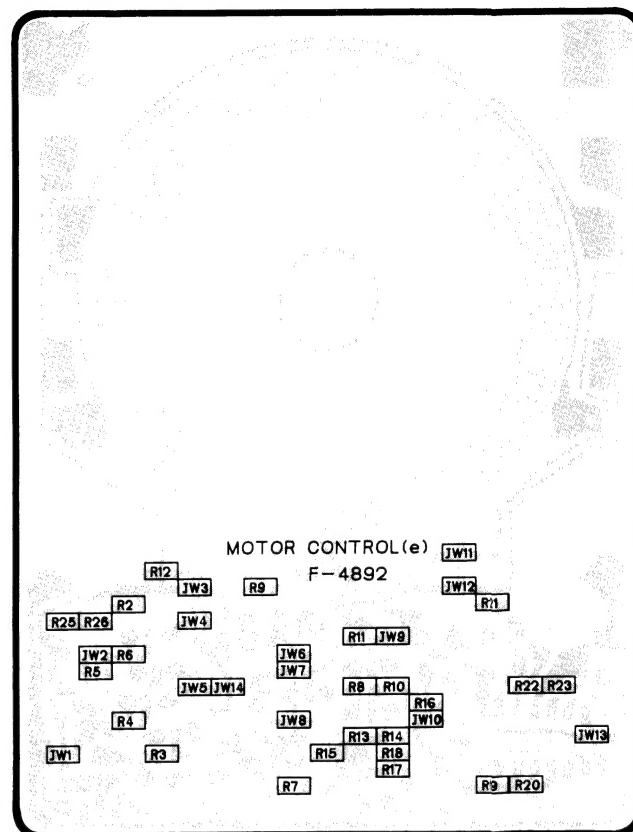 MOTOR CONTROL(e) JW11
R12 F-4892
JW3 R9 JW12
R2
R25 R26 JW4
R11 JW9
JW2 R6 JW6
R5 JW7
JW5 JW14 R8 R10 R22 R23
R16
R4 JW8 JW10
R13 R14 JW13
JW1 R3 R15 R18
R17
R7 R20